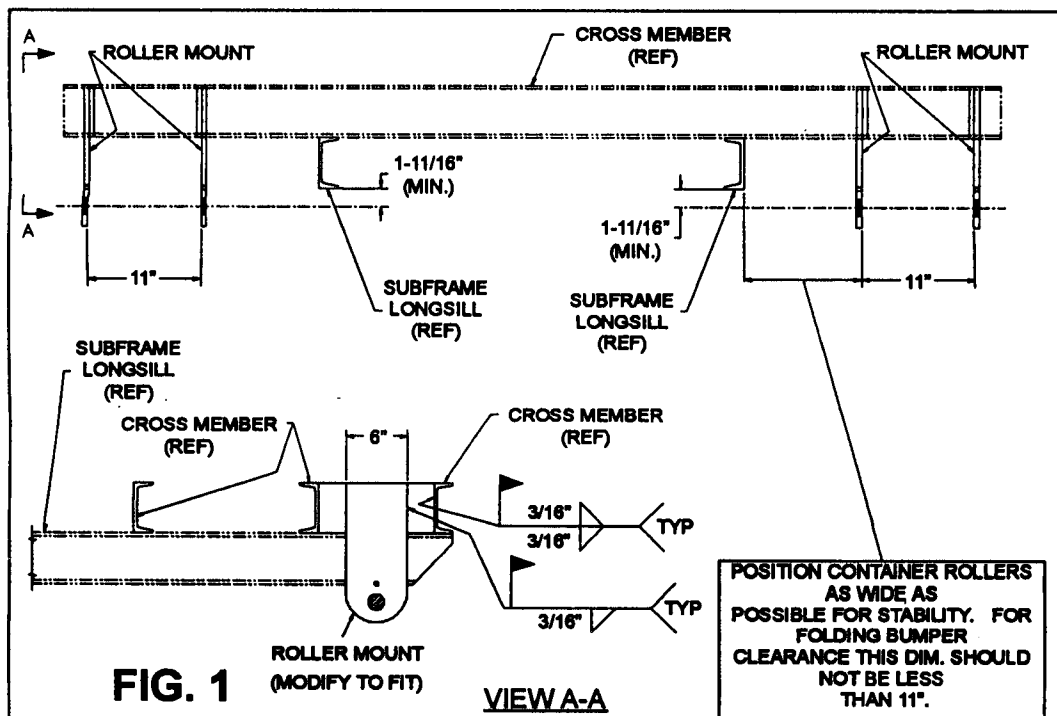 A
ROLLER MOUNT
CROSS MEMBER
(REF)
ROLLER MOUNT
1-11/16"
(MIN.)
A
1-11/16"
(MIN.)
11"
11"
SUBFRAME
LONGSILL
(REF)
SUBFRAME
LONGSILL
(REF)
SUBFRAME
LONGSILL
(REF)
CROSS MEMBER
(REF)
6"
CROSS MEMBER
(REF)
3/16"
3/16"
TYP
3/16"
TYP
ROLLER MOUNT
(MODIFY TO FIT)
FIG. 1
VIEW A-A
POSITION CONTAINER ROLLERS
AS WIDE AS
POSSIBLE FOR STABILITY. FOR
FOLDING BUMPER
CLEARANCE THIS DIM. SHOULD
NOT BE LESS
THAN 11".